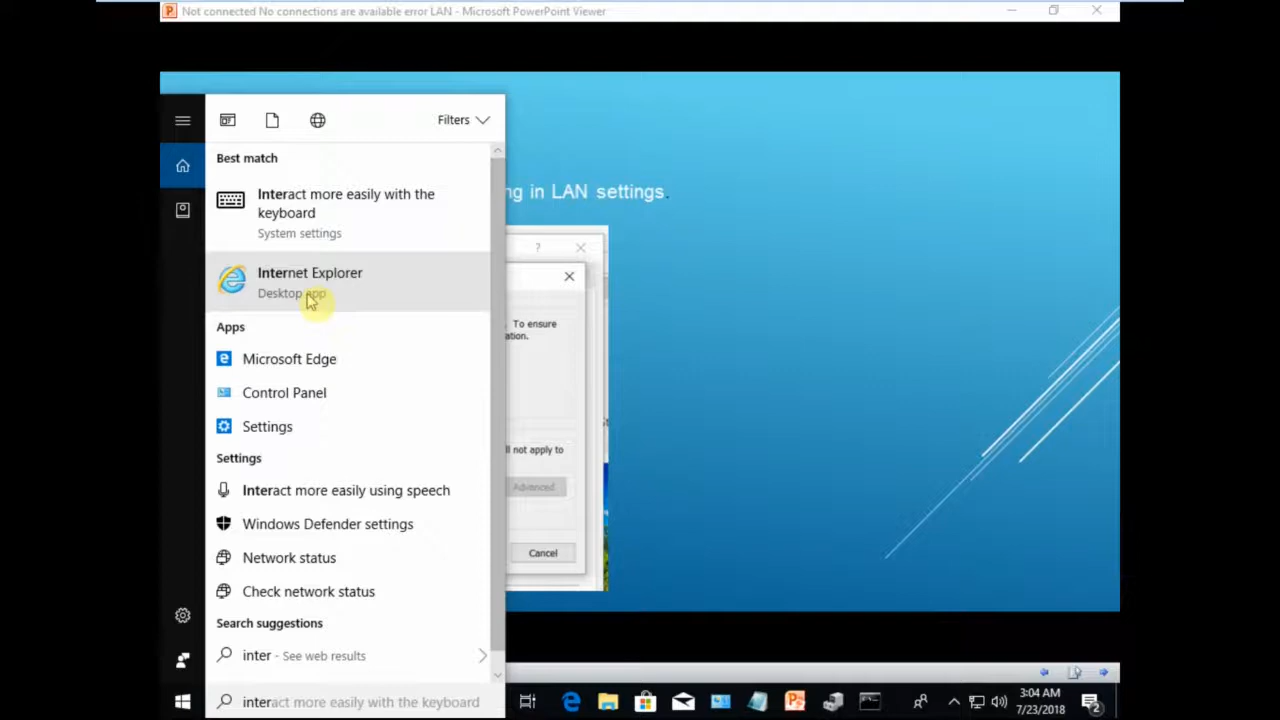 Not connected No connections are available error LAN - Microsoft PowerPoint Viewer
Filters
Best match
Interact more easily with the
keyboard
System settings
Internet Explorer
Desktop app
Apps
Microsoft Edge
Control Panel
Settings
Settings
Interact more easily using speech
Windows Defender settings
Network status
Check network status
Search suggestions
inter - See web results
interact more easily with the keyboard
ng in LAN settings.
?
. To ensure
ation.
ll not apply to
Advanced
Cancel
3:04 AM
7/23/2018
2